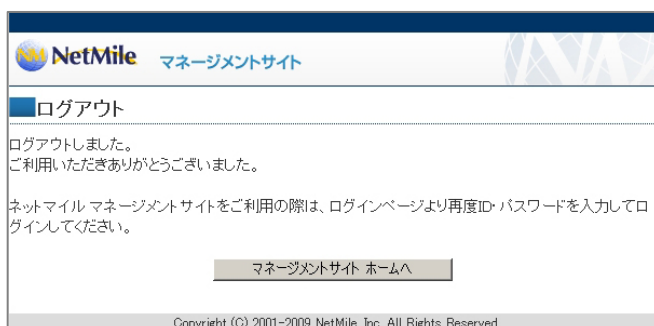 NetMile マネージメントサイト
ログアウト
ログアウトしました。
ご利用いただきありがとうございました。
ネットマイル マネージメントサイトをご利用の際は、ログインページより再度ID・パスワードを入力してロ
グインしてください。
マネージメントサイト ホームへ
Copyright (C) 2001-2009 NetMile, Inc. All Rights Reserved.